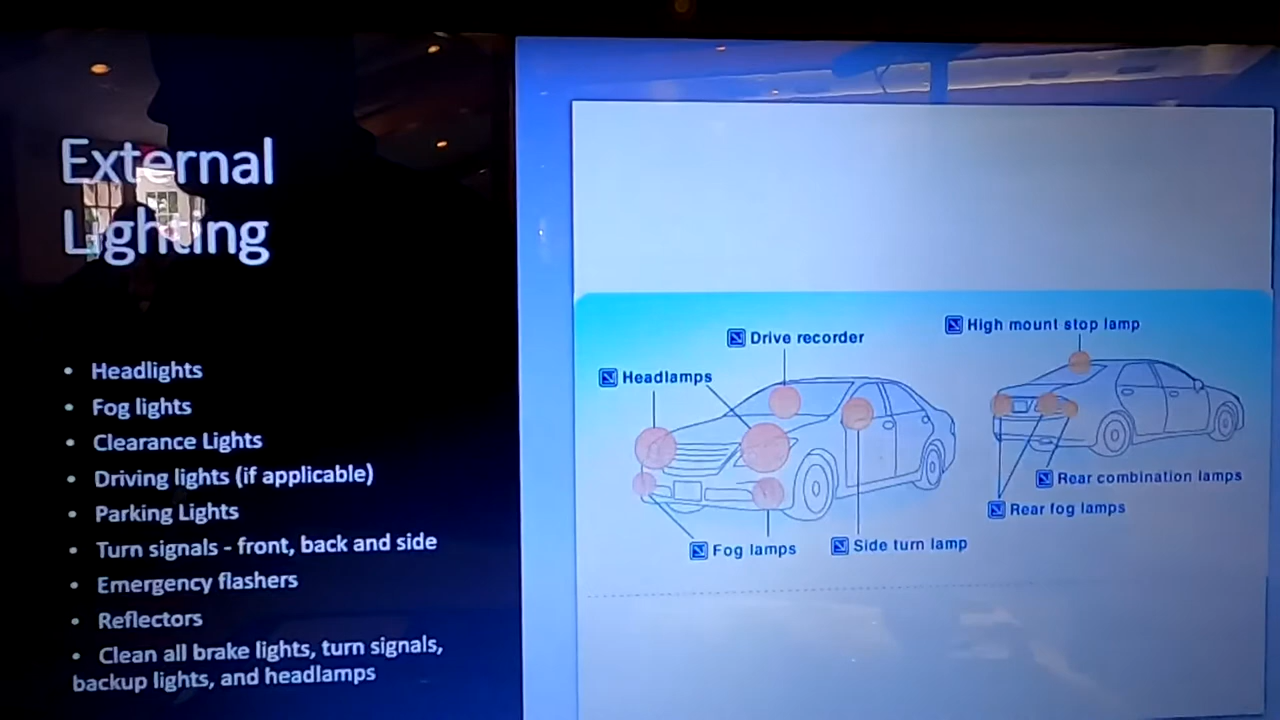 External
Lighting
• Headlights
• Fog lights
• Clearance Lights
• Driving lights (if applicable)
• Parking Lights
• Turn signals - front, back and side
• Emergency flashers
• Reflectors
• Clean all brake lights, turn signals,
backup lights, and headlamps
Drive recorder
Headlamps
Fog lamps
Side turn lamp
High mount stop lamp
Rear combination lamps
Rear fog lamps